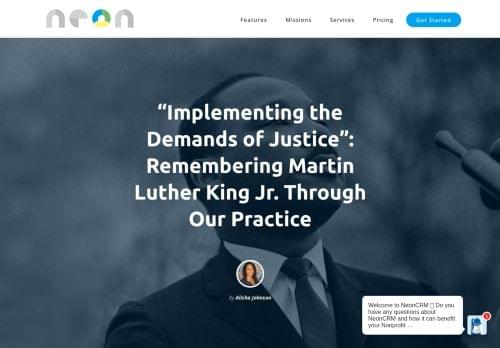 neon
Features Missions Services Pricing Get Started
“Implementing the
Demands of Justice”:
Remembering Martin
Luther King Jr. Through
Our Practice
By Alisha Johnson
Welcome to NeonCRM ▯ Do you
have any questions about
NeonCRM and how it can benefit
your Nonprofit ...
1